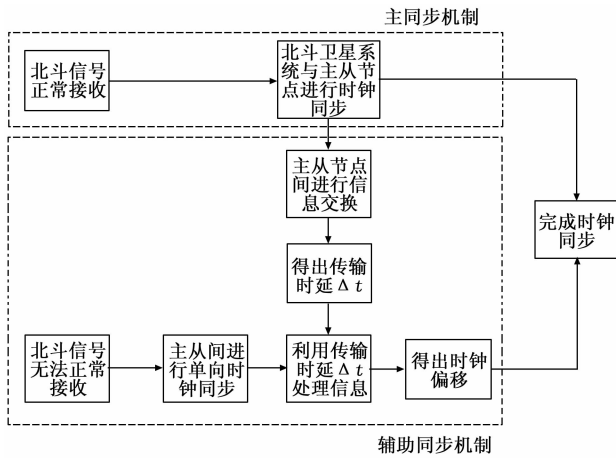 主同步机制
北斗信号
正常接收
北斗卫星系
统与主从节
点进行时钟
同步
主从节点
间进行信
息交换
完成时钟
同步
得出传输
时延 Δ t
北斗信号
无法正常
接收
主从间进
行单向时
钟同步
利用传输
时延 Δ t
处理信息
得出时钟
偏移
辅助同步机制